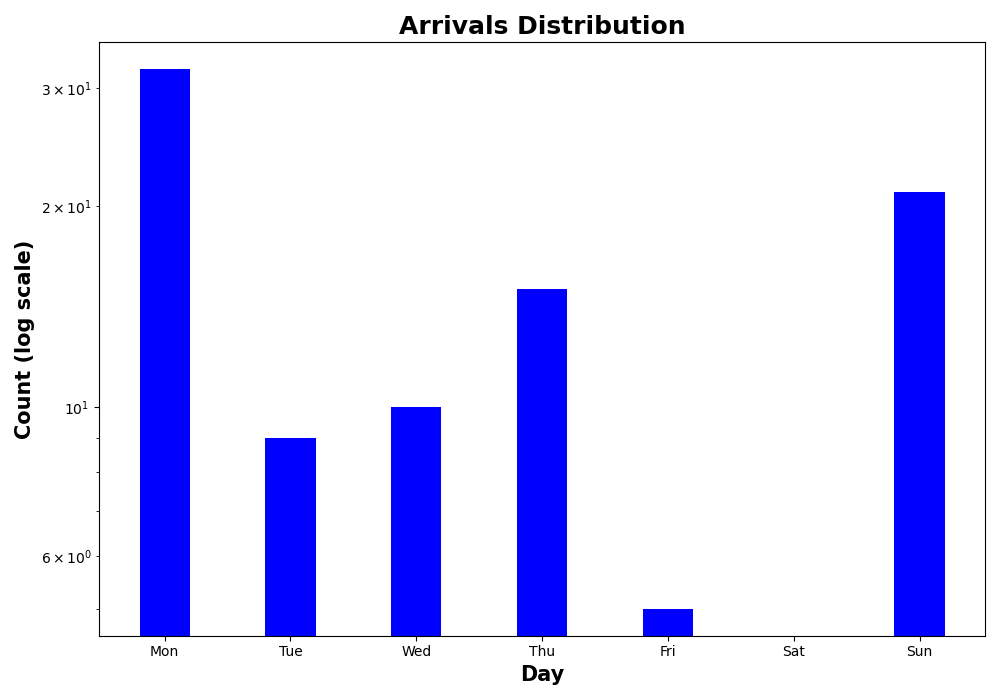 Arrivals Distribution
Count (log scale)
3 × 10¹
2 × 10¹
10¹
6 × 10⁰
Mon Tue Wed Thu Fri Sat Sun
Day